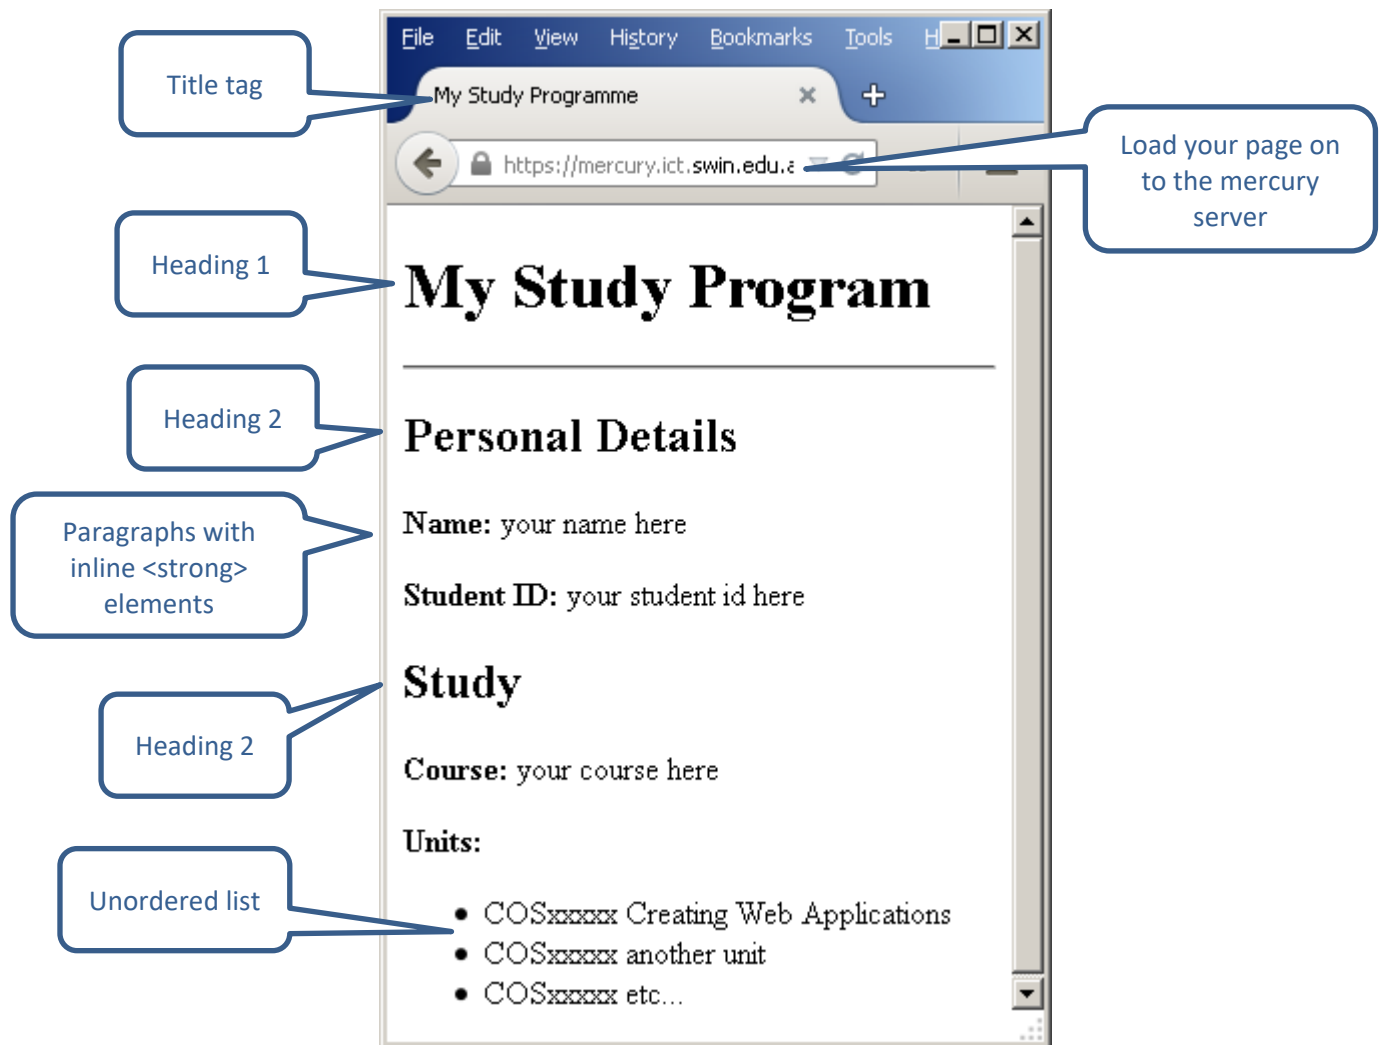 File Edit View History Bookmarks Tools H
Title tag
My Study Programme
https://mercury.ict.swin.edu.a
Load your page on
to the mercury
server
Heading 1
My Study Program
Heading 2
Personal Details
Paragraphs with
inline <strong>
elements
Name: your name here
Student ID: your student id here
Heading 2
Study
Course: your course here
Units:
Unordered list
• COSxxxxx Creating Web Applications
• COSxxxxx another unit
• COSxxxxx etc...